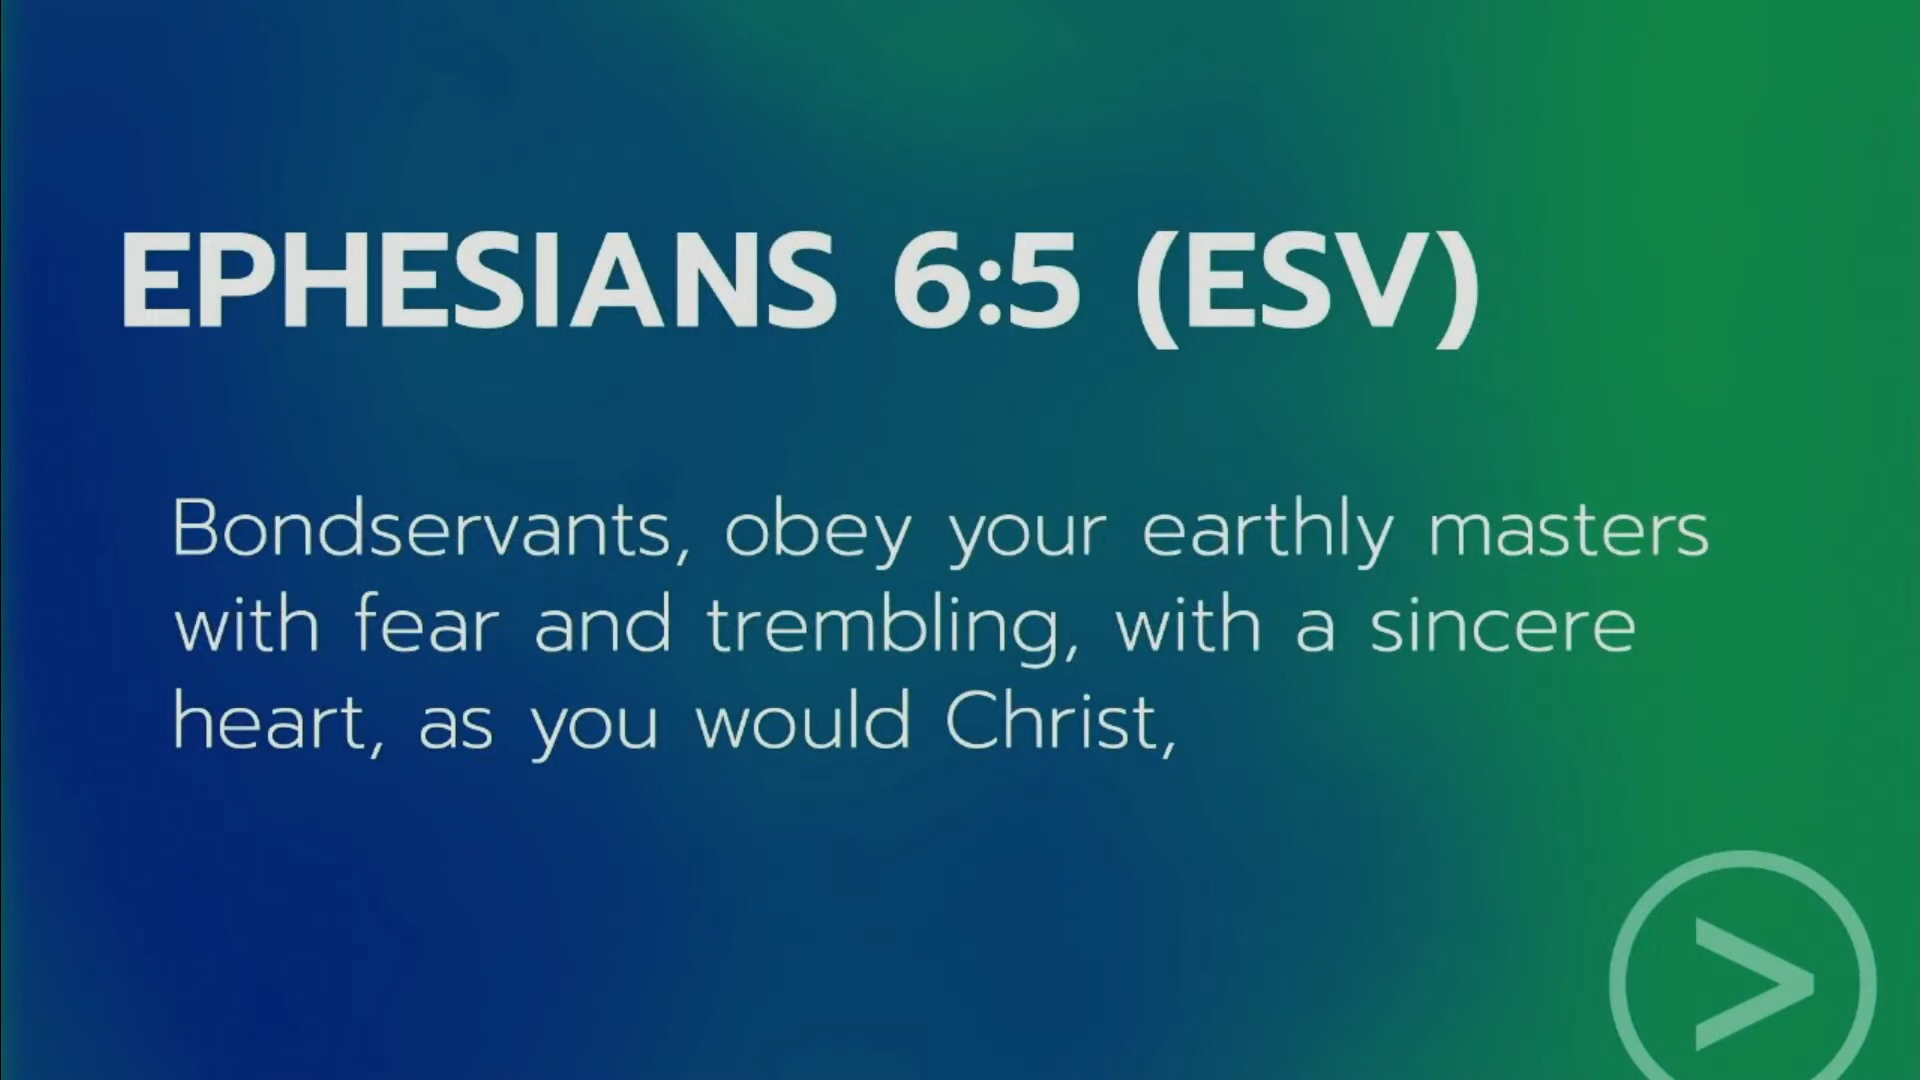 EPHESIANS 6:5 (ESV)
Bondservants, obey your earthly masters
with fear and trembling, with a sincere
heart, as you would Christ,